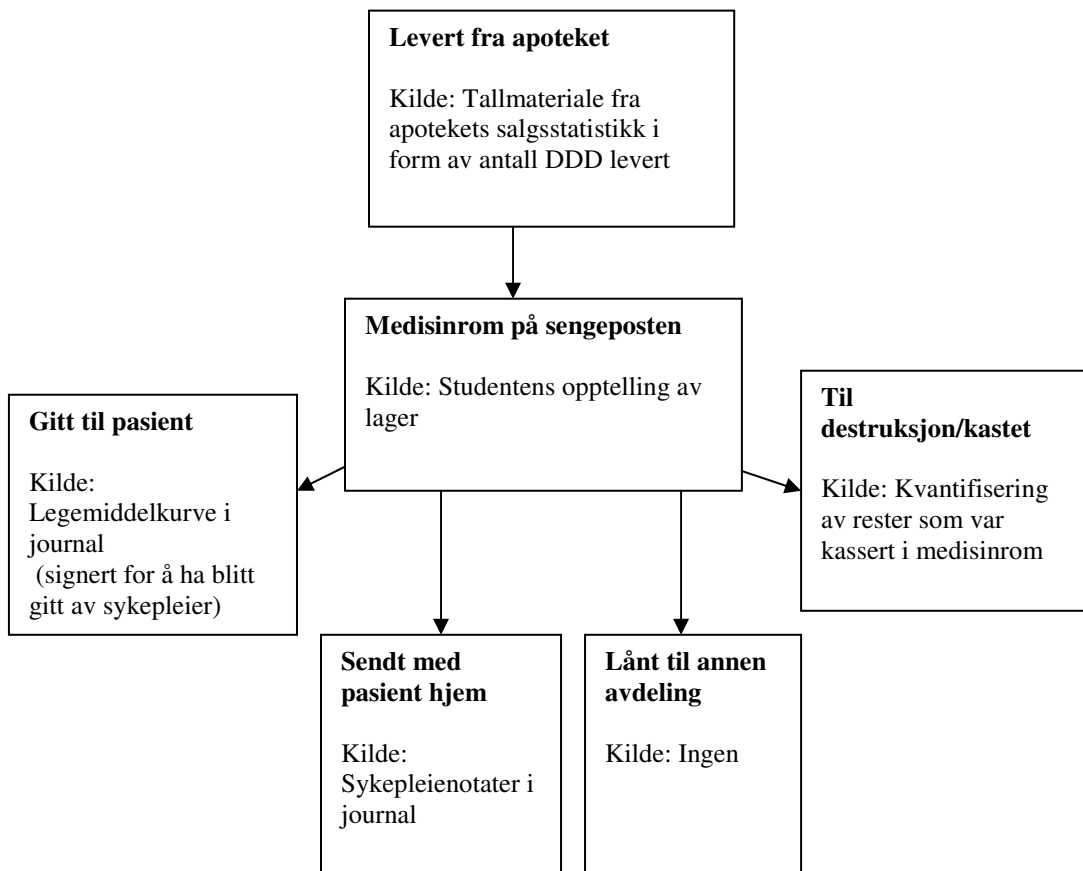 Levert fra apoteket
Kilde: Tallmateriale fra
apotekets salgsstatistikk i
form av antall DDD levert
Medisinrom på sengeposten
Kilde: Studentens opptelling av
lager
Gitt til pasient
Kilde:
Legemiddelkurve i
journal
(signert for å ha blitt
gitt av sykepleier)
Til
destruksjon/kastet
Kilde: Kvantifisering
av rester som var
kassert i medisinrom
Sendt med
pasient hjem
Kilde:
Sykepleienotater i
journal
Lånt til annen
avdeling
Kilde: Ingen